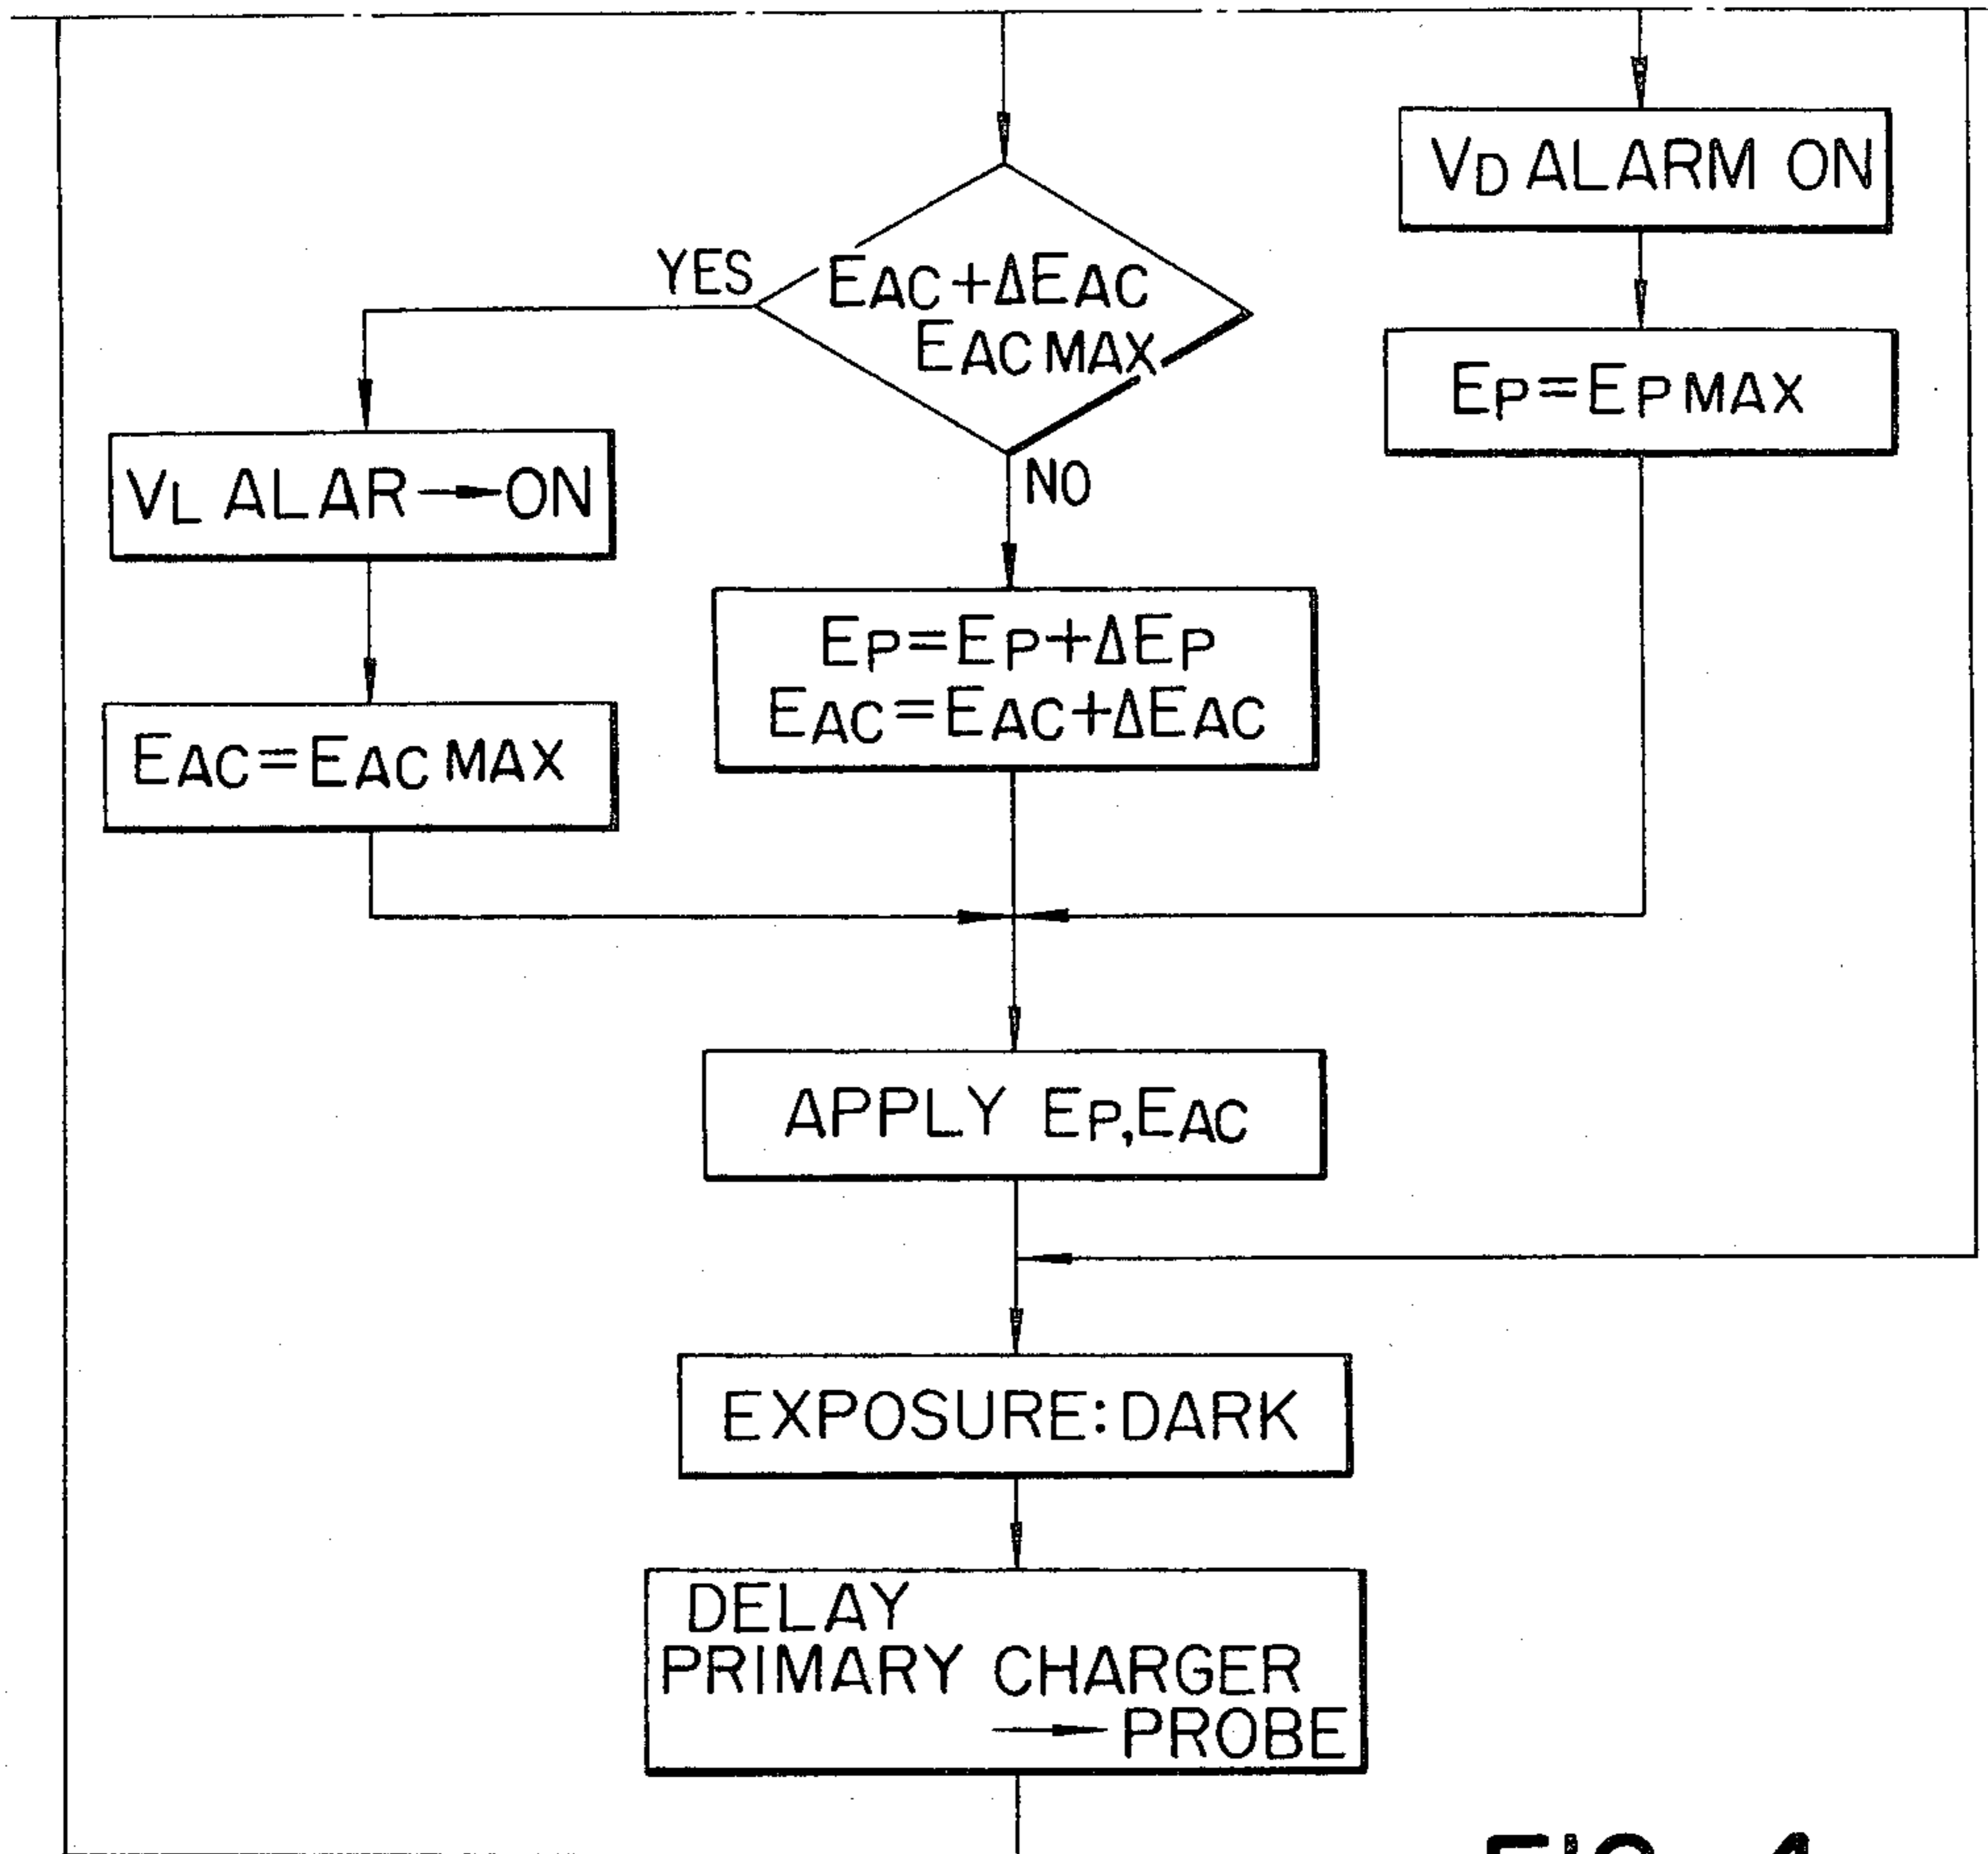 VD ALARM ON
YES
EAC+ΔEAC
EAC MAX
EP=EP MAX
VL ALAR→ON
NO
EP=EP+ΔEP
EAC=EAC+ΔEAC
EAC=EAC MAX
APPLY EP,EAC
EXPOSURE:DARK
DELAY
PRIMARY CHARGER
→PROBE